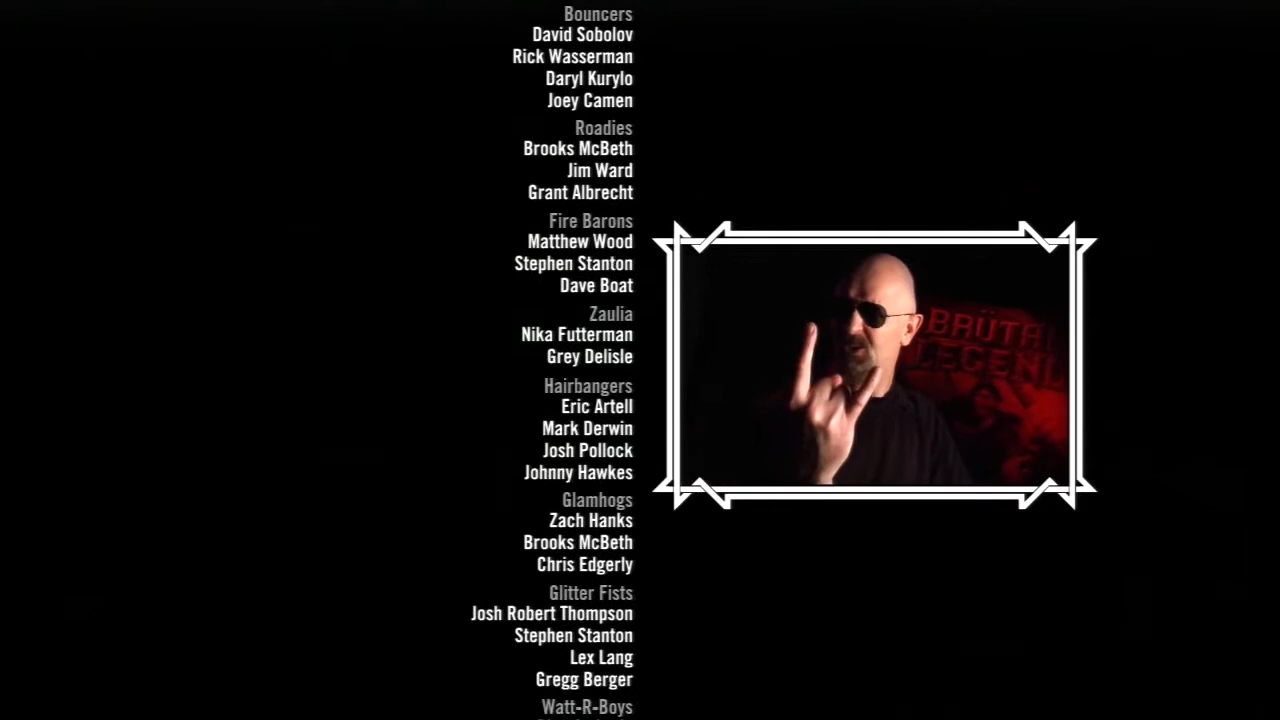 Bouncers
David Sobolov
Rick Wasserman
Daryl Kurylo
Joey Camen
Roadies
Brooks McBeth
Jim Ward
Grant Albrecht
Fire Barons
Matthew Wood
Stephen Stanton
Dave Boat
Zaulia
Nika Futterman
Grey Delisle
Hairbangers
Eric Artell
Mark Derwin
Josh Pollock
Johnny Hawkes
Glamhogs
Zach Hanks
Brooks McBeth
Chris Edgerly
Glitter Fists
Josh Robert Thompson
Stephen Stanton
Lex Lang
Gregg Berger
Watt-R-Boys
BRÜTAL
LEGEND